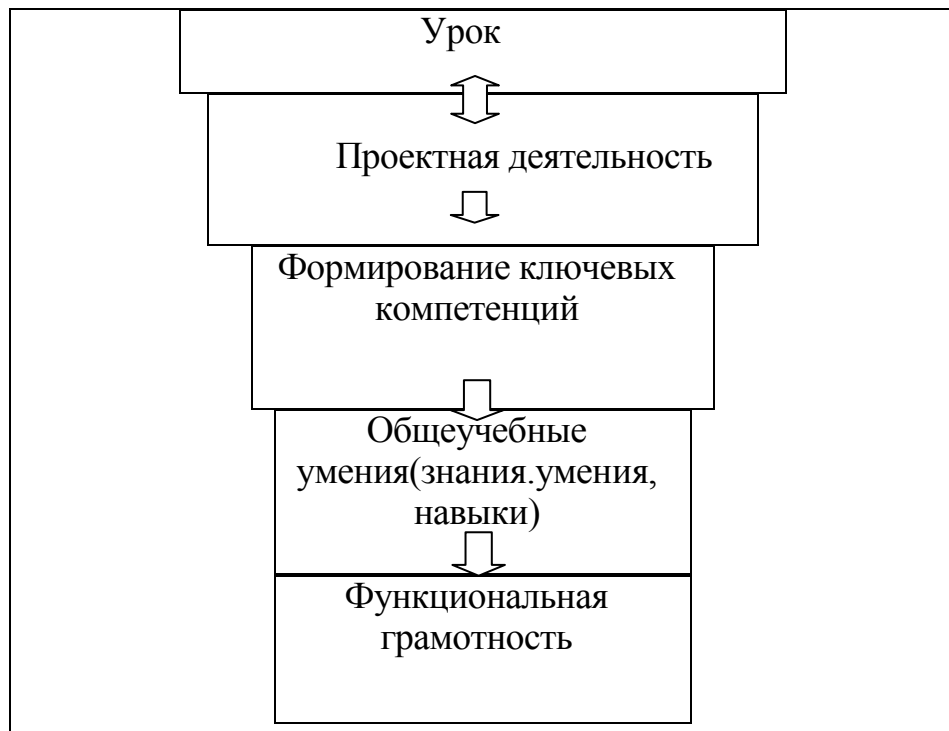 Урок
Проектная деятельность
Формирование ключевых
компетенций
Общеучебные
умения(знания.умения,
навыки)
Функциональная
грамотность